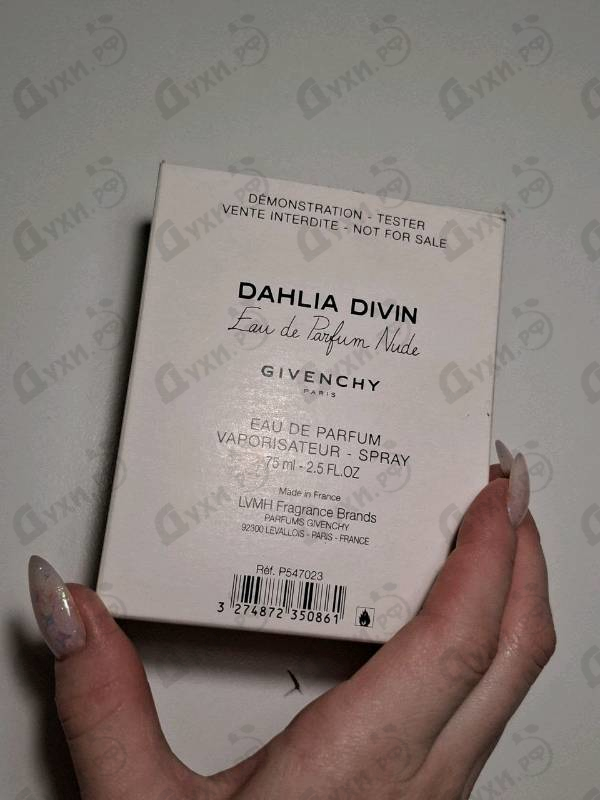 DÉMONSTRATION - TESTER
VENTE INTERDITE - NOT FOR SALE
DAHLIA DIVIN
Eau de Parfum Nude
GIVENCHY
PARIS
EAU DE PARFUM
VAPORISATEUR - SPRAY
75 ml - 2.5 FL.OZ
Made in France
LVMH Fragrance Brands
PARFUMS GIVENCHY
92300 LEVALLOIS - PARIS - FRANCE
Réf. P547023
3 274872 350861
Духи.рф